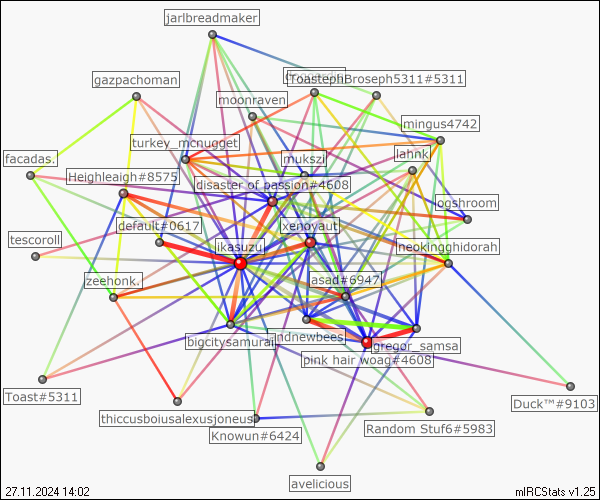 jarlbreadmaker
gazpachoman
ToastephBroseph5311#5311
moonraven
mingus4742
turkey_mcnugget
mukszi
lahnk
facadas.
Heighleaigh#8575
disaster of passion#4608
ogshroom
default#0617
xenoyaut
tescoroll
ikasuzu
neokingghidorah
zeehonk.
asad#6947
bigcitysamurai
ndnewbees
gregor_samsa
pink hair woag#4608
Toast#5311
Duck™#9103
thiccusboiusalexusjoneus
Knowun#6424
Random Stuf6#5983
avelicious
27.11.2024 14:02
mIRCStats v1.25